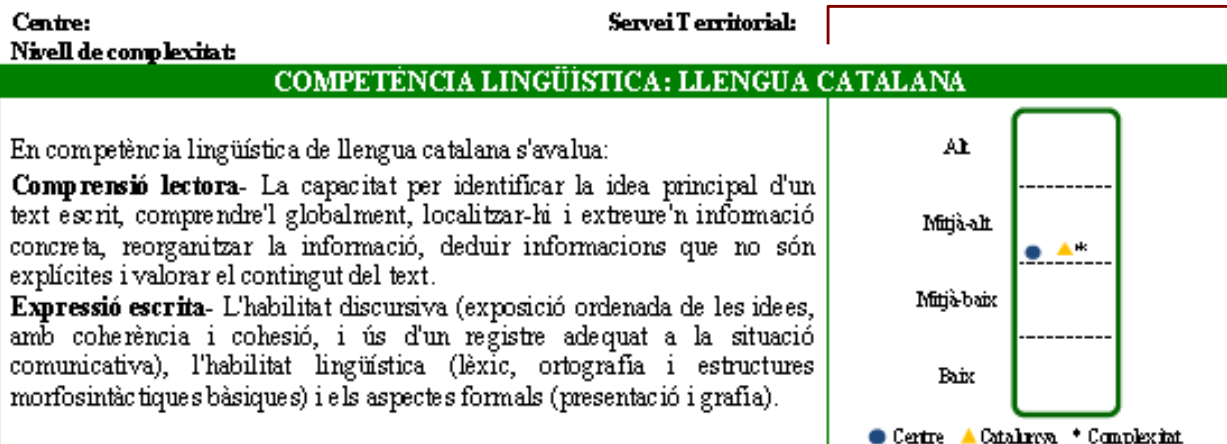 Centre:
Servei Territorial:
Nivell de complexitat:
COMPETÈNCIA LINGÜÍSTICA: LLENGUA CATALANA
En competència lingüística de llengua catalana s'avalua:
Comprensió lectora- La capacitat per identificar la idea principal d'un
text escrit, comprendre'l globalment, localitzar-hi i extreure'n informació
concreta, reorganitzar la informació, deduir informacions que no són
explícites i valorar el contingut del text.
Expressió escrita- L'habilitat discursiva (exposició ordenada de les idees,
amb coherència i cohesió, i ús d'un registre adequat a la situació
comunicativa), l'habilitat lingüística (lèxic, ortografia i estructures
morfosintàctiques bàsiques) i els aspectes formals (presentació i grafia).
Alt
Mitjà-alt
*
Mitjà-baix
Baix
Centre Catalunya * Complexitat